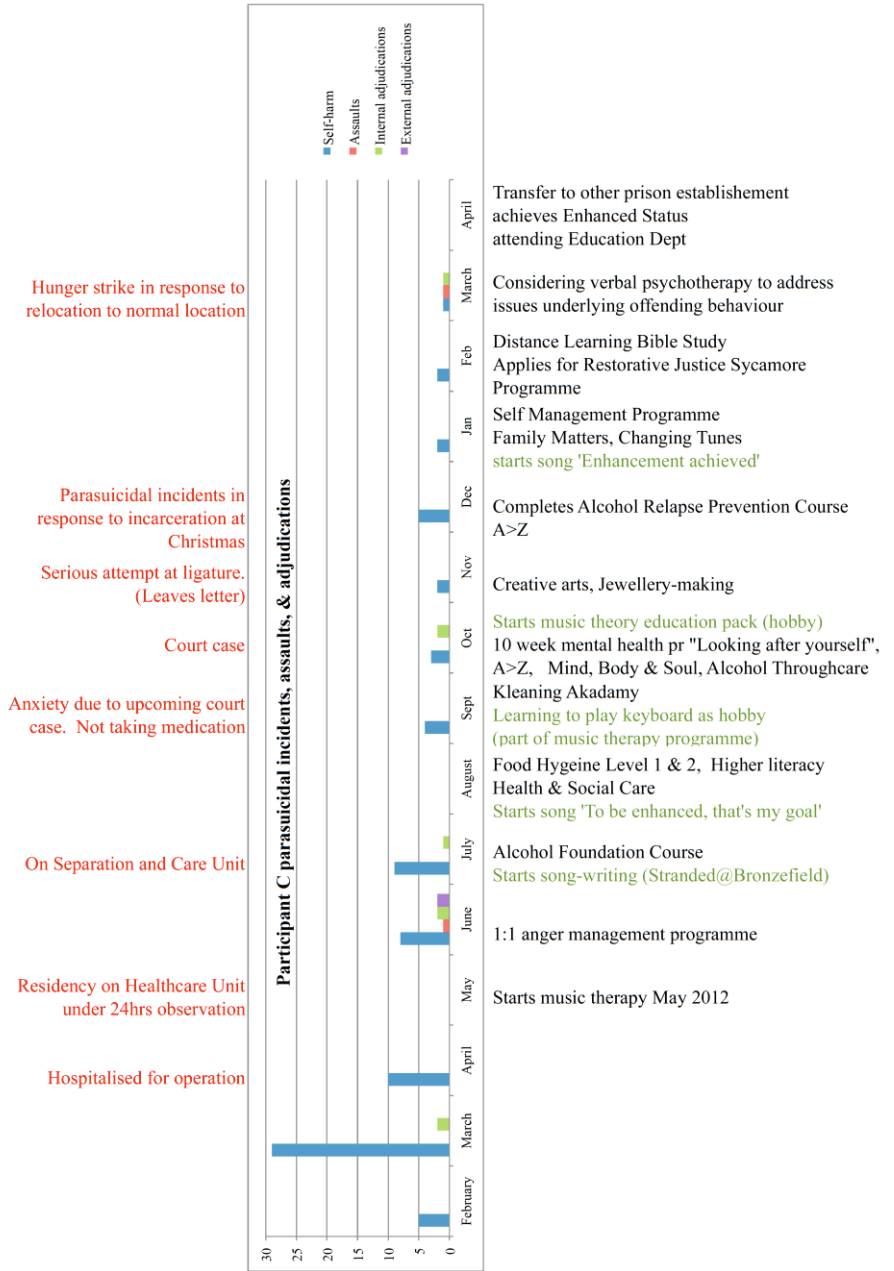 Hunger strike in response to
relocation to normal location
Parasuicidal incidents in
response to incarceration at
Christmas
Serious attempt at ligature.
(Leaves letter)
Court case
Anxiety due to upcoming court
case. Not taking medication
On Separation and Care Unit
Residency on Healthcare Unit
under 24hrs observation
Hospitalised for operation
Participant C parasuicidal incidents, assaults, & adjudications
Self-harm
Assaults
Internal adjudications
External adjudications
30
25
20
15
10
5
0
February
March
April
May
June
July
August
Sept
Oct
Nov
Dec
Jan
Feb
March
April
Transfer to other prison establishement
achieves Enhanced Status
attending Education Dept
Considering verbal psychotherapy to address
issues underlying offending behaviour
Distance Learning Bible Study
Applies for Restorative Justice Sycamore
Programme
Self Management Programme
Family Matters, Changing Tunes
starts song 'Enhancement achieved'
Completes Alcohol Relapse Prevention Course
A>Z
Creative arts, Jewellery-making
Starts music theory education pack (hobby)
10 week mental health pr "Looking after yourself",
A>Z, Mind, Body & Soul, Alcohol Throughcare
Kleaning Akadamy
Learning to play keyboard as hobby
(part of music therapy programme)
Food Hygeine Level 1 & 2, Higher literacy
Health & Social Care
Starts song 'To be enhanced, that's my goal'
Alcohol Foundation Course
Starts song-writing (Stranded@Bronzefield)
1:1 anger management programme
Starts music therapy May 2012